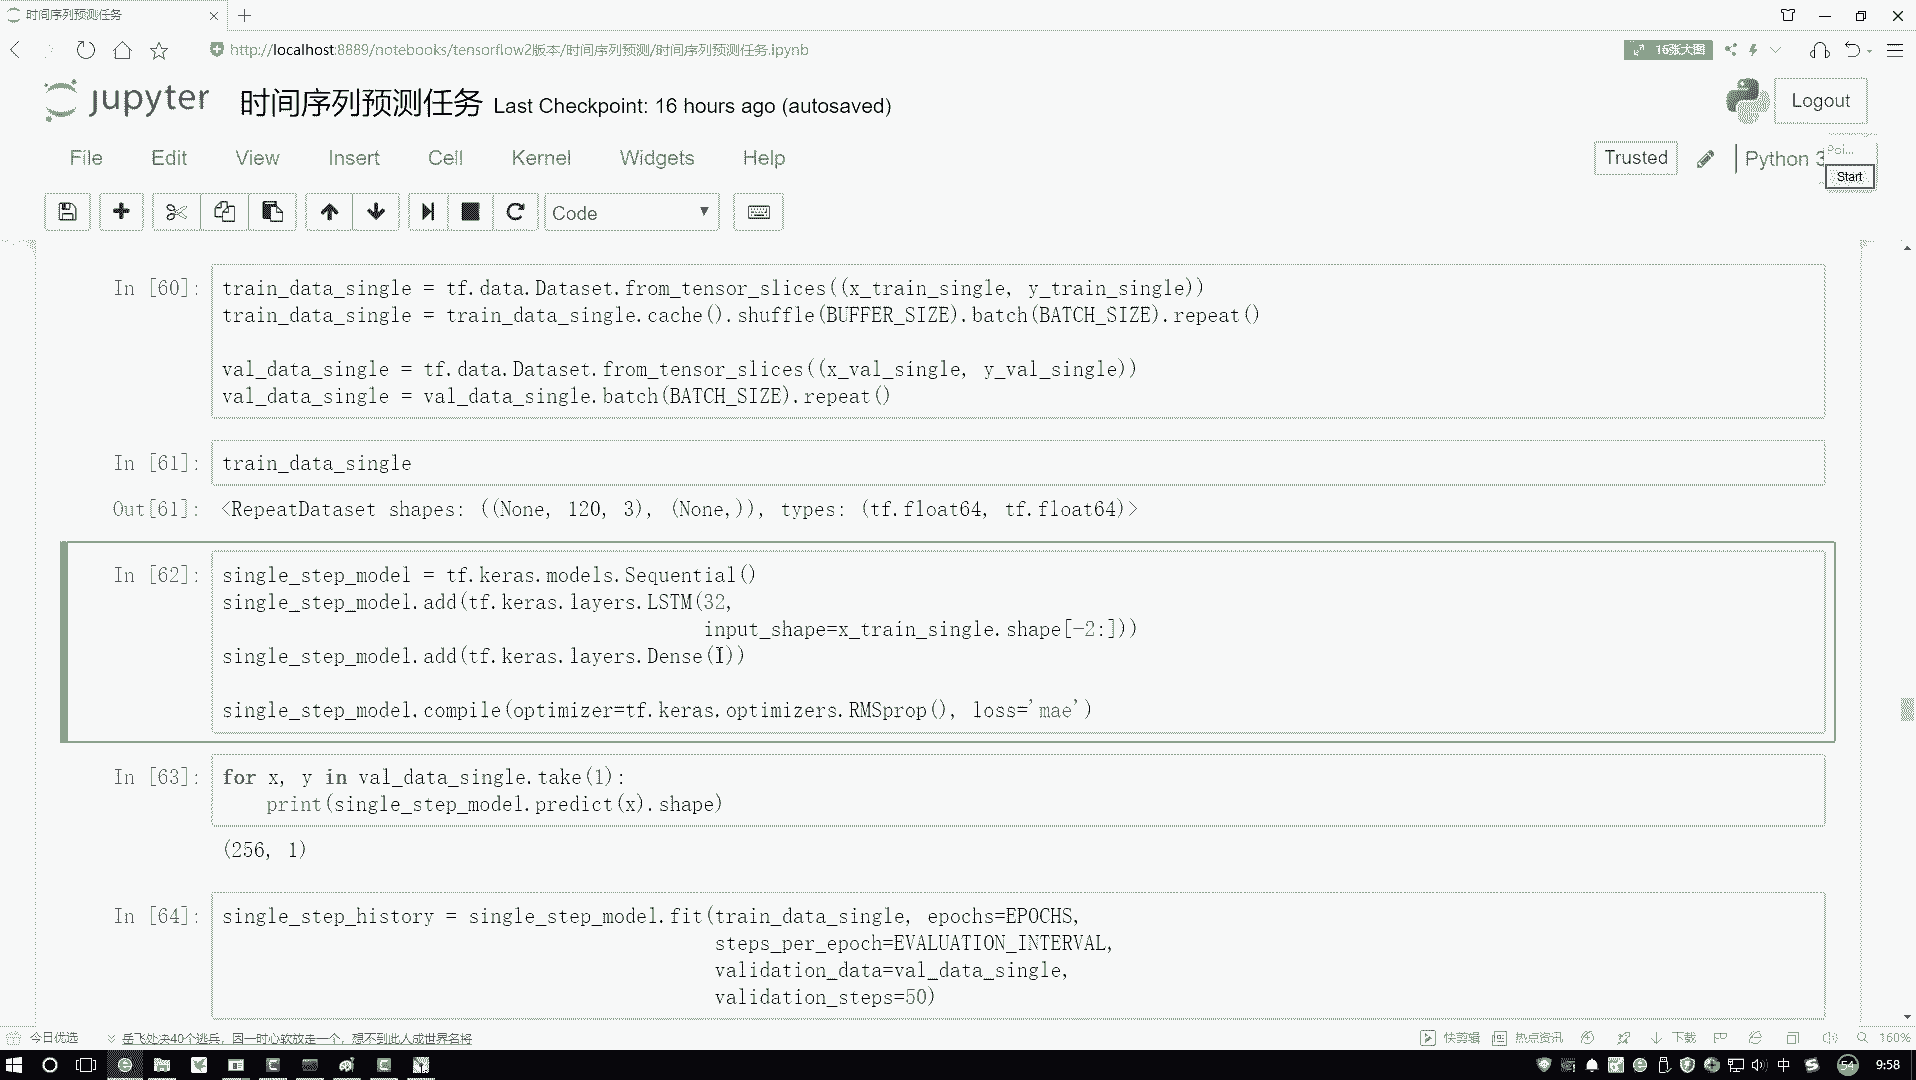 时间序列预测任务
http://localhost:8889/notebooks/tensorflow2版本/时间序列预测/时间序列预测任务.ipynb
16张大图
jupyter 时间序列预测任务 Last Checkpoint: 16 hours ago (autosaved)
Logout
File Edit View Insert Cell Kernel Widgets Help
Trusted
Python 3
Poi...
Start
Code
In [60]:
train_data_single = tf.data.Dataset.from_tensor_slices((x_train_single, y_train_single))
train_data_single = train_data_single.cache().shuffle(BUFFER_SIZE).batch(BATCH_SIZE).repeat()
val_data_single = tf.data.Dataset.from_tensor_slices((x_val_single, y_val_single))
val_data_single = val_data_single.batch(BATCH_SIZE).repeat()
In [61]: train_data_single
Out[61]: <RepeatDataset shapes: ((None, 120, 3), (None,)), types: (tf.float64, tf.float64)>
In [62]:
single_step_model = tf.keras.models.Sequential()
single_step_model.add(tf.keras.layers.LSTM(32,
input_shape=x_train_single.shape[-2:]))
single_step_model.add(tf.keras.layers.Dense(1))
single_step_model.compile(optimizer=tf.keras.optimizers.RMSprop(), loss='mae')
In [63]:
for x, y in val_data_single.take(1):
print(single_step_model.predict(x).shape)
(256, 1)
In [64]:
single_step_history = single_step_model.fit(train_data_single, epochs=EPOCHS,
steps_per_epoch=EVALUATION_INTERVAL,
validation_data=val_data_single,
validation_steps=50)
今日优选
岳飞处决40个逃兵，因一时心软放走一个，想不到此人成世界名将
快剪辑
热点资讯
下载
160%
中
54
9:58